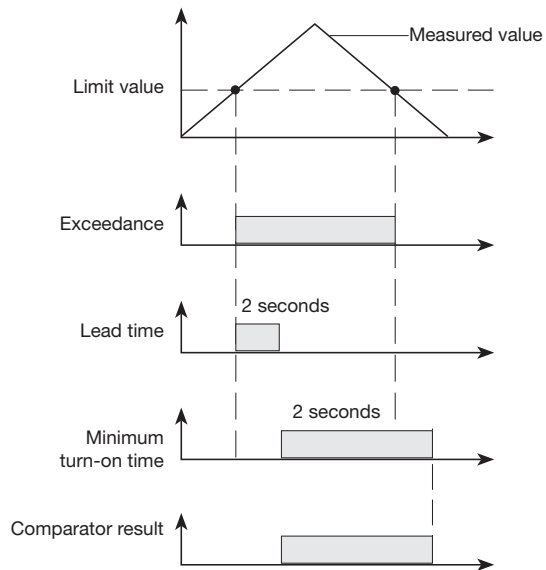 Measured value
Limit value
Exceedance
2 seconds
Lead time
2 seconds
Minimum
turn-on time
Comparator result